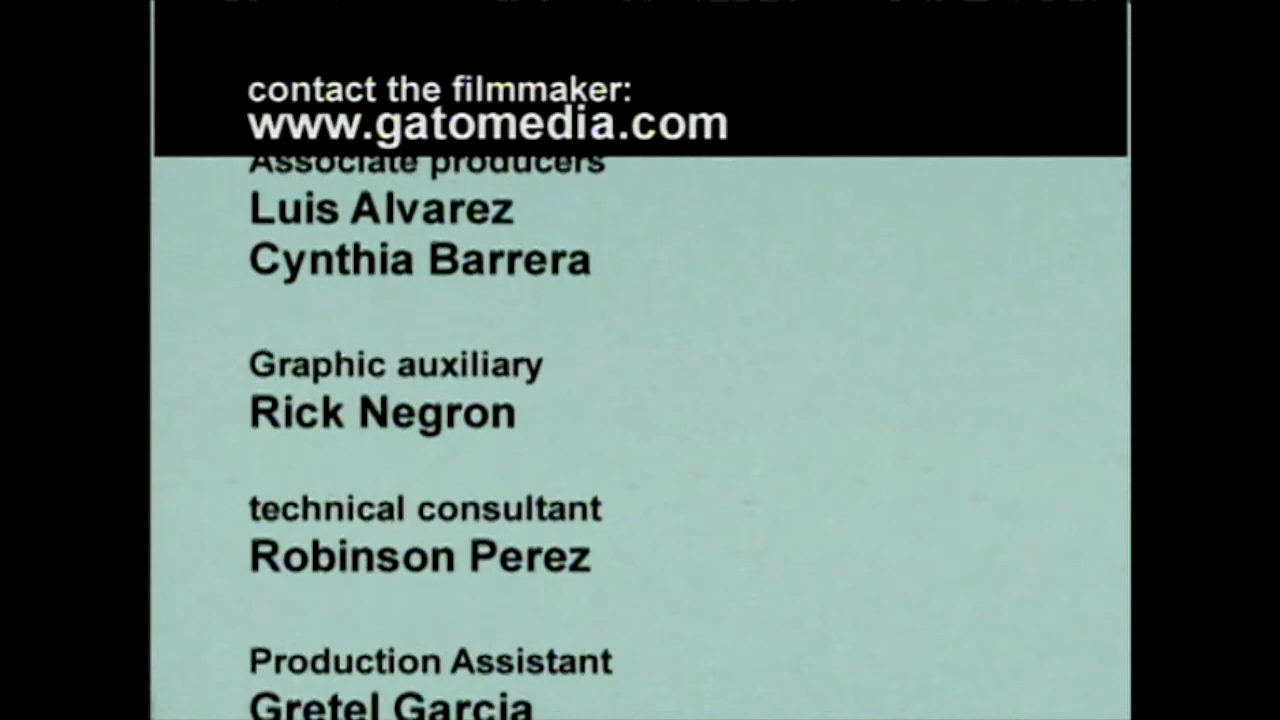 contact the filmmaker:
www.gatomedia.com
Associate producers
Luis Alvarez
Cynthia Barrera
Graphic auxiliary
Rick Negron
technical consultant
Robinson Perez
Production Assistant
Gretel Garcia